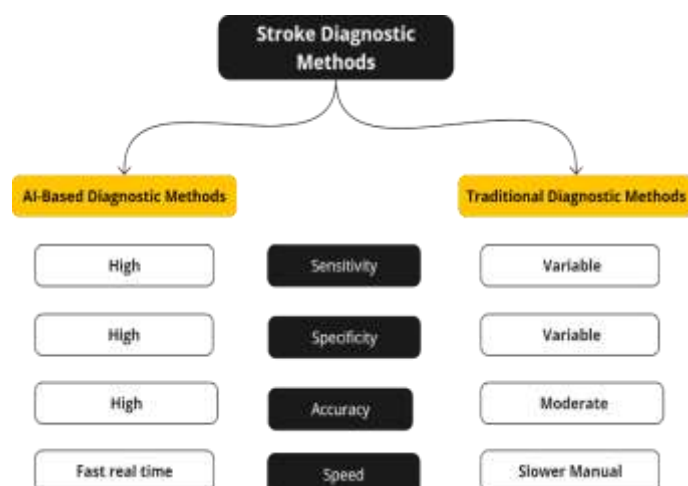 Stroke Diagnostic
Methods
AI-Based Diagnostic Methods
Traditional Diagnostic Methods
High
Sensitivity
Variable
High
Specificity
Variable
High
Accuracy
Moderate
Fast real time
Speed
Slower Manual